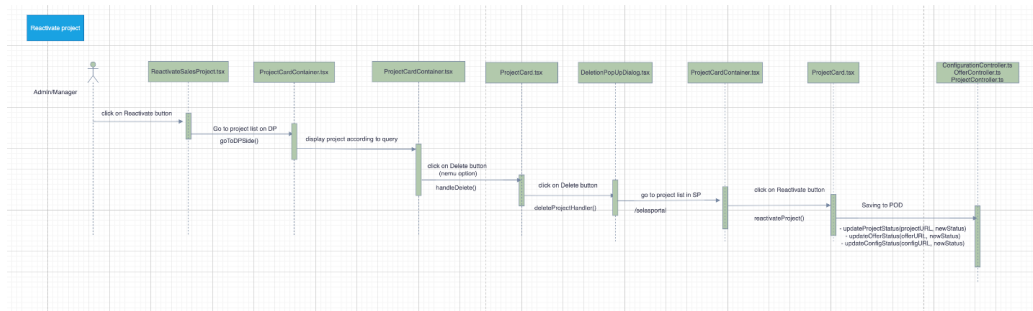 Reactivate project
Admin/Manager
ReactivateSalesProject.tsx
ProjectCardContainer.tsx
ProjectCardContainer.tsx
ProjectCard.tsx
DeletionPopUpDialog.tsx
ProjectCardContainer.tsx
ProjectCard.tsx
ConfigurationController.ts
OfferController.ts
ProjectController.ts
click on Reactivate button
Go to project list on DP
goToDPSide()
display project according to query
click on Delete button
(nemu option)
handleDelete()
click on Delete button
deleteProjectHandler()
go to project list in SP
/selasportal
click on Reactivate button
reactivateProject()
Saving to POD
- updateProjectStatus(projectURL, newStatus)
- updateOfferStatus(offerURL, newStatus)
- updateConfigStatus(configURL, newStatus)